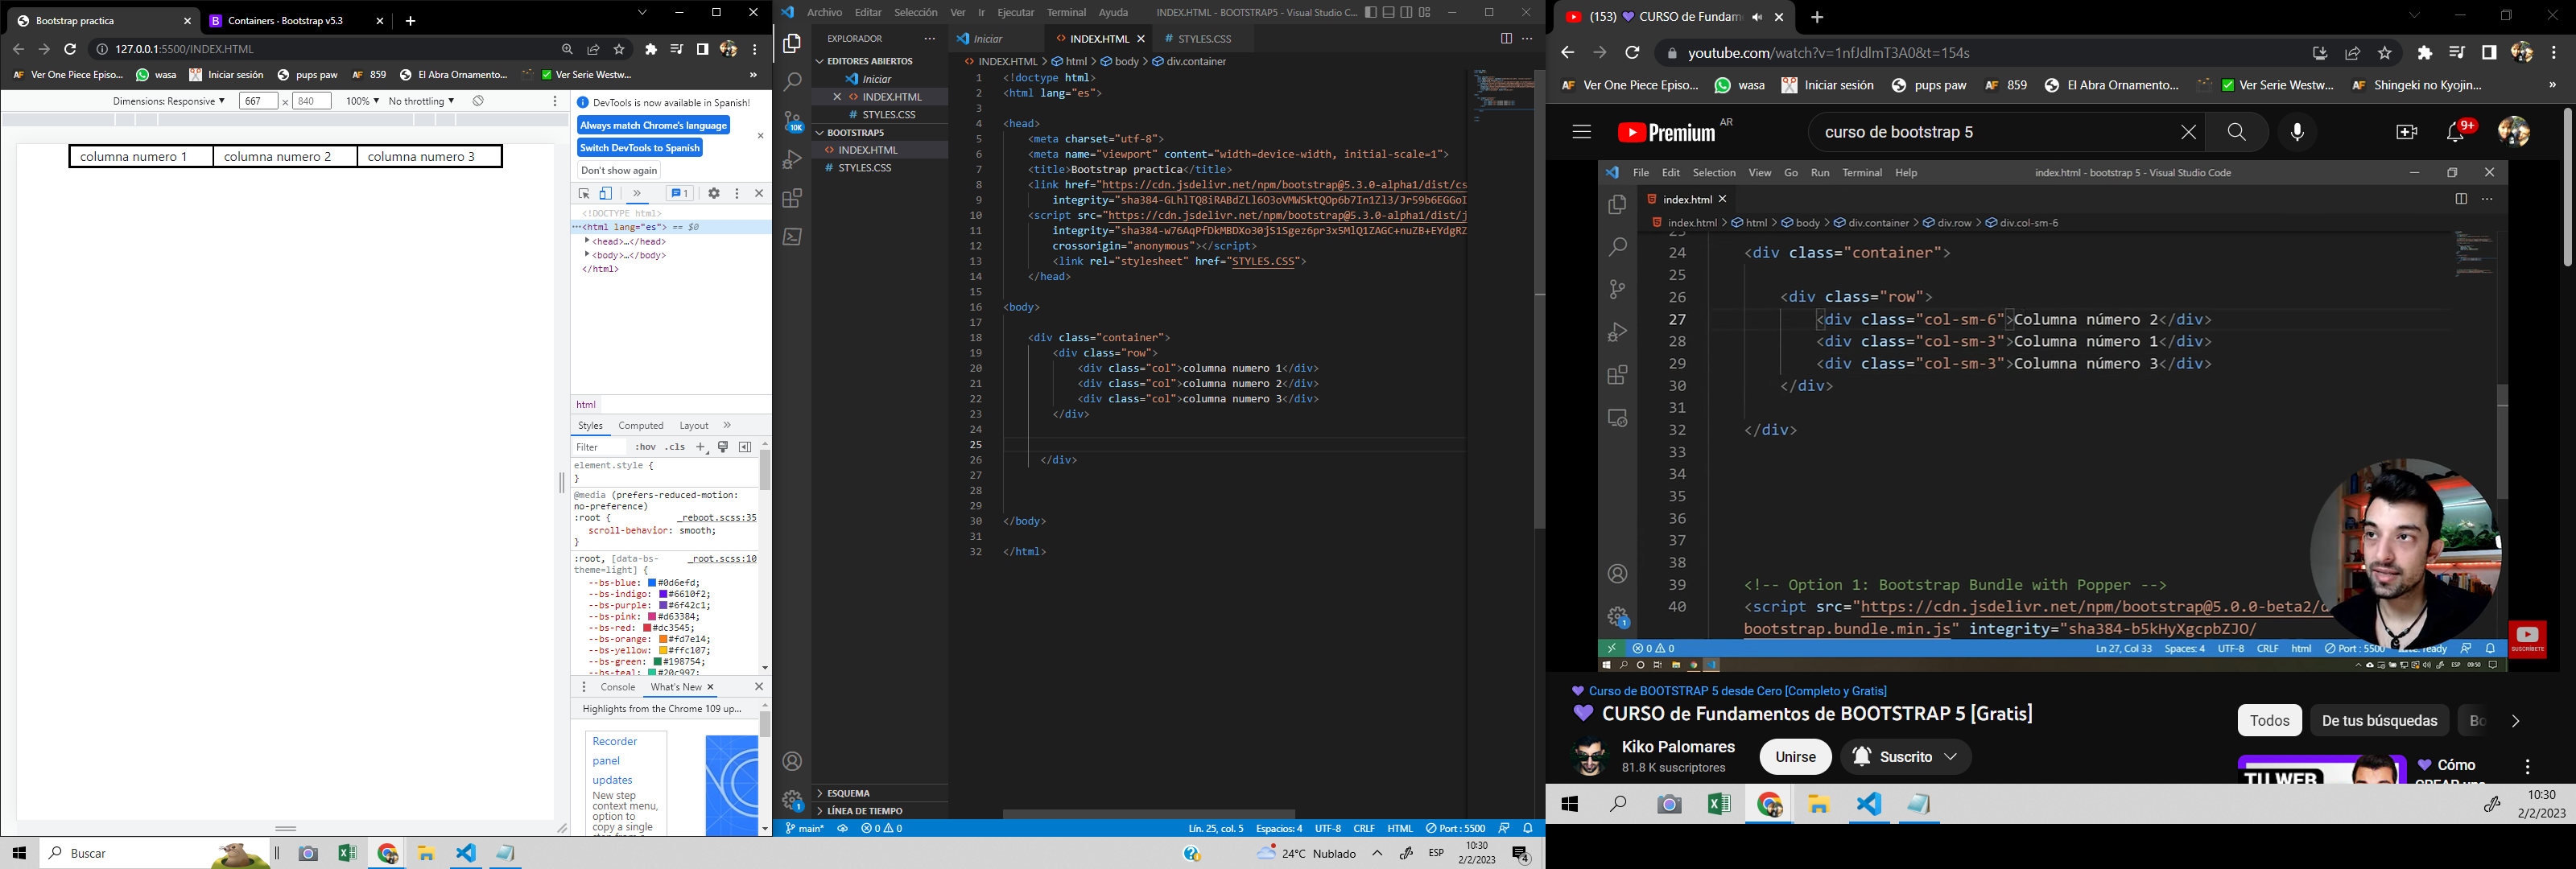 Bootstrap practica
Containers · Bootstrap v5.3
127.0.0.1:5500/INDEX.HTML
Ver One Piece Episo...
wasa
Iniciar sesión
pups paw
859
El Abra Ornamento...
Ver Serie Westw...
»
Dimensions: Responsive
667
×
840
100%
No throttling
columna numero 1
columna numero 2
columna numero 3
DevTools is now available in Spanish!
Always match Chrome's language
Switch DevTools to Spanish
Don't show again
1
<!DOCTYPE html>
<html lang="es"> == $0
<head>…</head>
<body>…</body>
</html>
html
Styles
Computed
Layout
»
Filter
:hov
.cls
element.style {
}
@media (prefers-reduced-motion:
no-preference)
:root {
_reboot.scss:35
scroll-behavior: smooth;
}
:root, [data-bs-
_root.scss:10
theme=light] {
--bs-blue: #0d6efd;
--bs-indigo: #6610f2;
--bs-purple: #6f42c1;
--bs-pink: #d63384;
--bs-red: #dc3545;
--bs-orange: #fd7e14;
--bs-yellow: #ffc107;
--bs-green: #198754;
--bs-teal: #20c997;
Console
What's New
Highlights from the Chrome 109 up...
Recorder
panel
updates
New step
context menu,
option to
copy a single
Buscar
Archivo
Editar
Selección
Ver
Ir
Ejecutar
Terminal
Ayuda
INDEX.HTML - BOOTSTRAP5 - Visual Studio C...
EXPLORADOR
EDITORES ABIERTOS
Iniciar
INDEX.HTML
STYLES.CSS
BOOTSTRAP5
INDEX.HTML
STYLES.CSS
10K
ESQUEMA
LÍNEA DE TIEMPO
Iniciar
INDEX.HTML
STYLES.CSS
INDEX.HTML > html > body > div.container
1 <!doctype html>
2 <html lang="es">
3
4 <head>
5 <meta charset="utf-8">
6 <meta name="viewport" content="width=device-width, initial-scale=1">
7 <title>Bootstrap practica</title>
8 <link href="https://cdn.jsdelivr.net/npm/bootstrap@5.3.0-alpha1/dist/cs
9 integrity="sha384-GLhlTQ8iRABdZLl6O3oVMWSktQOp6b7In1Zl3/Jr59b6EGGoI
10 <script src="https://cdn.jsdelivr.net/npm/bootstrap@5.3.0-alpha1/dist/j
11 integrity="sha384-w76AqPfDkMBDXo30jS1Sgez6pr3x5MlQ1ZAGC+nuZB+EYdgRZ
12 crossorigin="anonymous"></script>
13 <link rel="stylesheet" href="STYLES.CSS">
14 </head>
15
16 <body>
17
18 <div class="container">
19 <div class="row">
20 <div class="col">columna numero 1</div>
21 <div class="col">columna numero 2</div>
22 <div class="col">columna numero 3</div>
23 </div>
24
25
26 </div>
27
28
29
30 </body>
31
32 </html>
main*
0
0
Lín. 25, col. 5
Espacios: 4
UTF-8
CRLF
HTML
Port : 5500
24°C Nublado
ESP
10:30
2/2/2023
4
(153) 💜 CURSO de Fundam
youtube.com/watch?v=1nfJdlmT3A0&t=154s
Ver One Piece Episo...
wasa
Iniciar sesión
pups paw
859
El Abra Ornamento...
Ver Serie Westw...
Shingeki no Kyojin...
»
Premium
AR
curso de bootstrap 5
9+
File
Edit
Selection
View
Go
Run
Terminal
Help
index.html - bootstrap 5 - Visual Studio Code
index.html
index.html > html > body > div.container > div.row > div.col-sm-6
24 <div class="container">
25
26 <div class="row">
27 <div class="col-sm-6">Columna número 2</div>
28 <div class="col-sm-3">Columna número 1</div>
29 <div class="col-sm-3">Columna número 3</div>
30 </div>
31
32 </div>
33
34
35
36
37
38
39 <!-- Option 1: Bootstrap Bundle with Popper -->
40 <script src="https://cdn.jsdelivr.net/npm/bootstrap@5.0.0-beta2/d
bootstrap.bundle.min.js" integrity="sha384-b5kHyXgcpbZJO/
0
0
Ln 27, Col 33
Spaces: 4
UTF-8
CRLF
html
Port : 5500
ready
ESP
09:50
SUSCRÍBETE
💜 Curso de BOOTSTRAP 5 desde Cero [Completo y Gratis]
💜 CURSO de Fundamentos de BOOTSTRAP 5 [Gratis]
Kiko Palomares
81.8 K suscriptores
Unirse
Suscrito
Todos
De tus búsquedas
Bo
TU WEB
💜 Cómo
10:30
2/2/2023